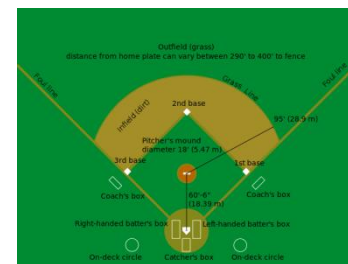 Outfield (grass)
distance from home plate can vary between 290' to 400' to fence
Foul line
Grass Line
Foul line
Infield (dirt)
2nd base
95' (28.9 m)
Pitcher's mound
diameter 18' (5.47 m)
3rd base
1st base
Coach's box
60'-6"
(18.39 m)
Coach's box
Right-handed batter's box
Left-handed batter's box
On-deck circle
Catcher's box
On-deck circle